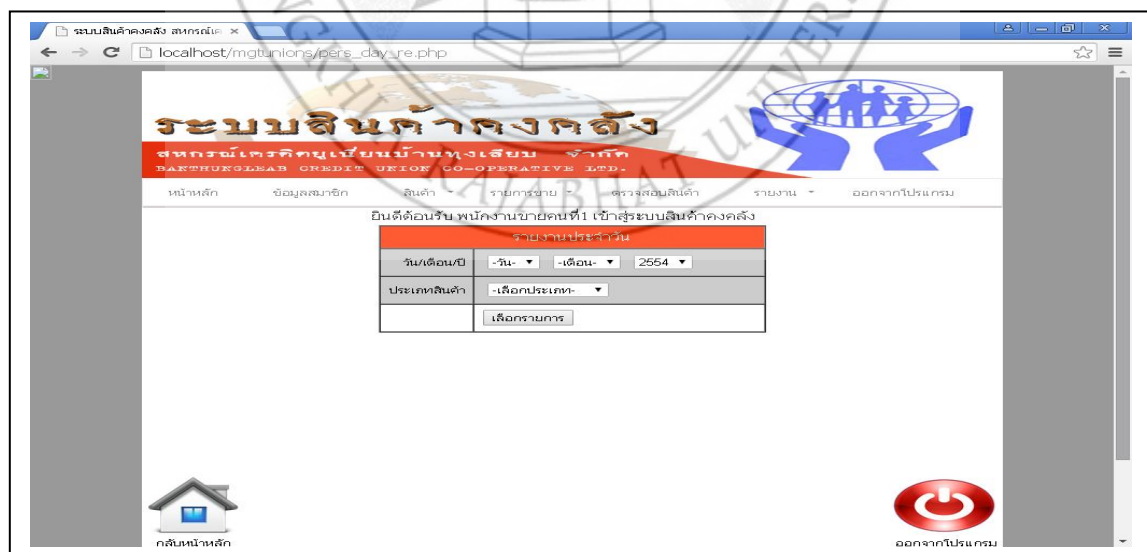 ระบบสินค้าคงคลัง สหกรณ์เค
localhost/mgtunions/pers_day_re.php
ระบบสินค้าคงคลัง
สหกรณ์เครดิตยูเนี่ยนบ้านทุ่งเสียบ จำกัด
BANTHUNGLEAB CREDIT UNION CO-OPERATIVE LTD.
หน้าหลัก ข้อมูลสมาชิก สินค้า รายการขาย ตรวจสอบสินค้า รายงาน ออกจากโปรแกรม
ยินดีต้อนรับ พนักงานขายคนที่1 เข้าสู่ระบบสินค้าคงคลัง
รายงานประจำวัน
วัน/เดือน/ปี -วัน- -เดือน- 2554
ประเภทสินค้า -เลือกประเภท-
เลือกรายการ
กลับหน้าหลัก ออกจากโปรแกรม
RAJABHAT UNIVER